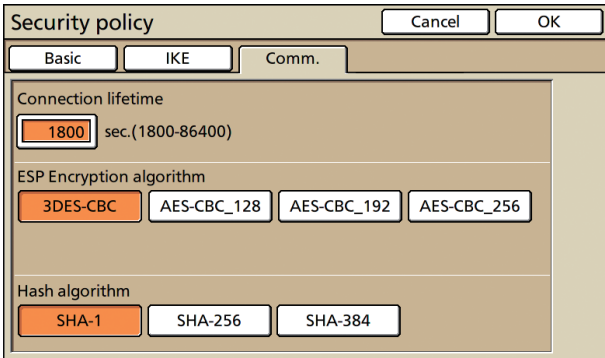 Security policy Cancel OK
Basic IKE Comm.
Connection lifetime
1800 sec.(1800-86400)
ESP Encryption algorithm
3DES-CBC AES-CBC_128 AES-CBC_192 AES-CBC_256
Hash algorithm
SHA-1 SHA-256 SHA-384